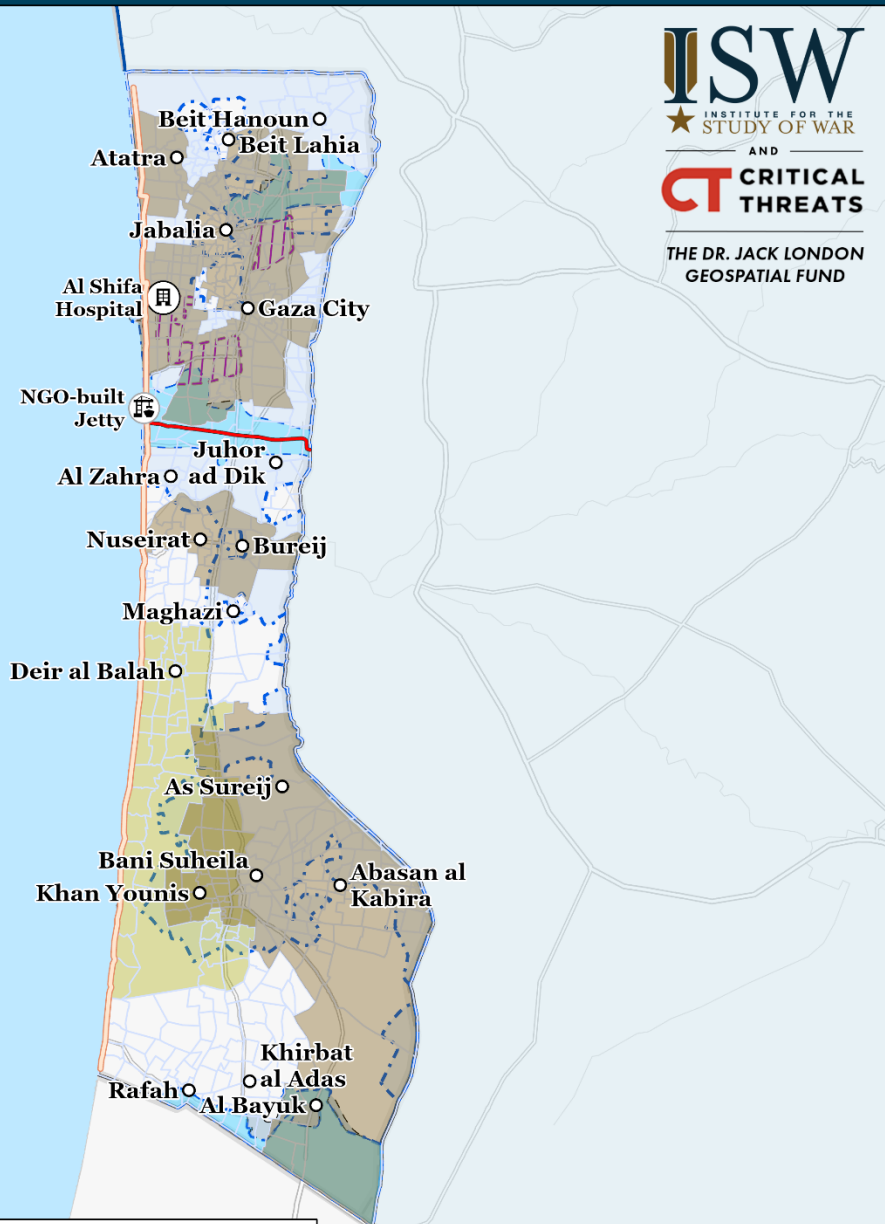 ISW
INSTITUTE FOR THE
STUDY OF WAR
AND
CT CRITICAL
THREATS
THE DR. JACK LONDON
GEOSPATIAL FUND
Beit Hanoun
Beit Lahia
Atatra
Jabalia
Al Shifa
Hospital
Gaza City
NGO-built
Jetty
Juhor
ad Dik
Al Zahra
Nuseirat
Bureij
Maghazi
Deir al Balah
As Sureij
Bani Suheila
Abasan al
Kabira
Khan Younis
Khirbat
al Adas
Rafah
Al Bayuk